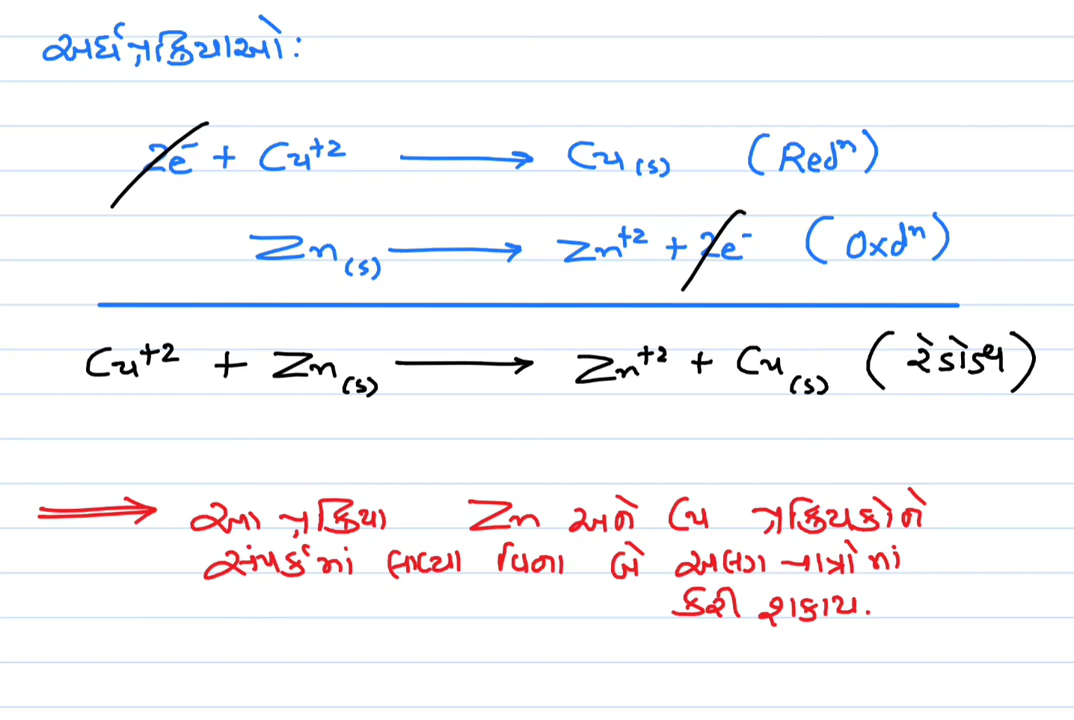 અર્ધપ્રક્રિયાઓ:
2e⁻ + Cu⁺² ⟶ Cu(s) (Redⁿ)
Zn(s) ⟶ Zn⁺² + 2e⁻ (Oxdⁿ)
Cu⁺² + Zn(s) ⟶ Zn⁺² + Cu(s) (રેડોક્ષ)
⟹ આ પ્રક્રિયા Zn અને Cu પ્રક્રિયકોને
સંપર્કમાં લાવ્યા વિના બે અલગ પાત્રોમાં
કરી શકાય.